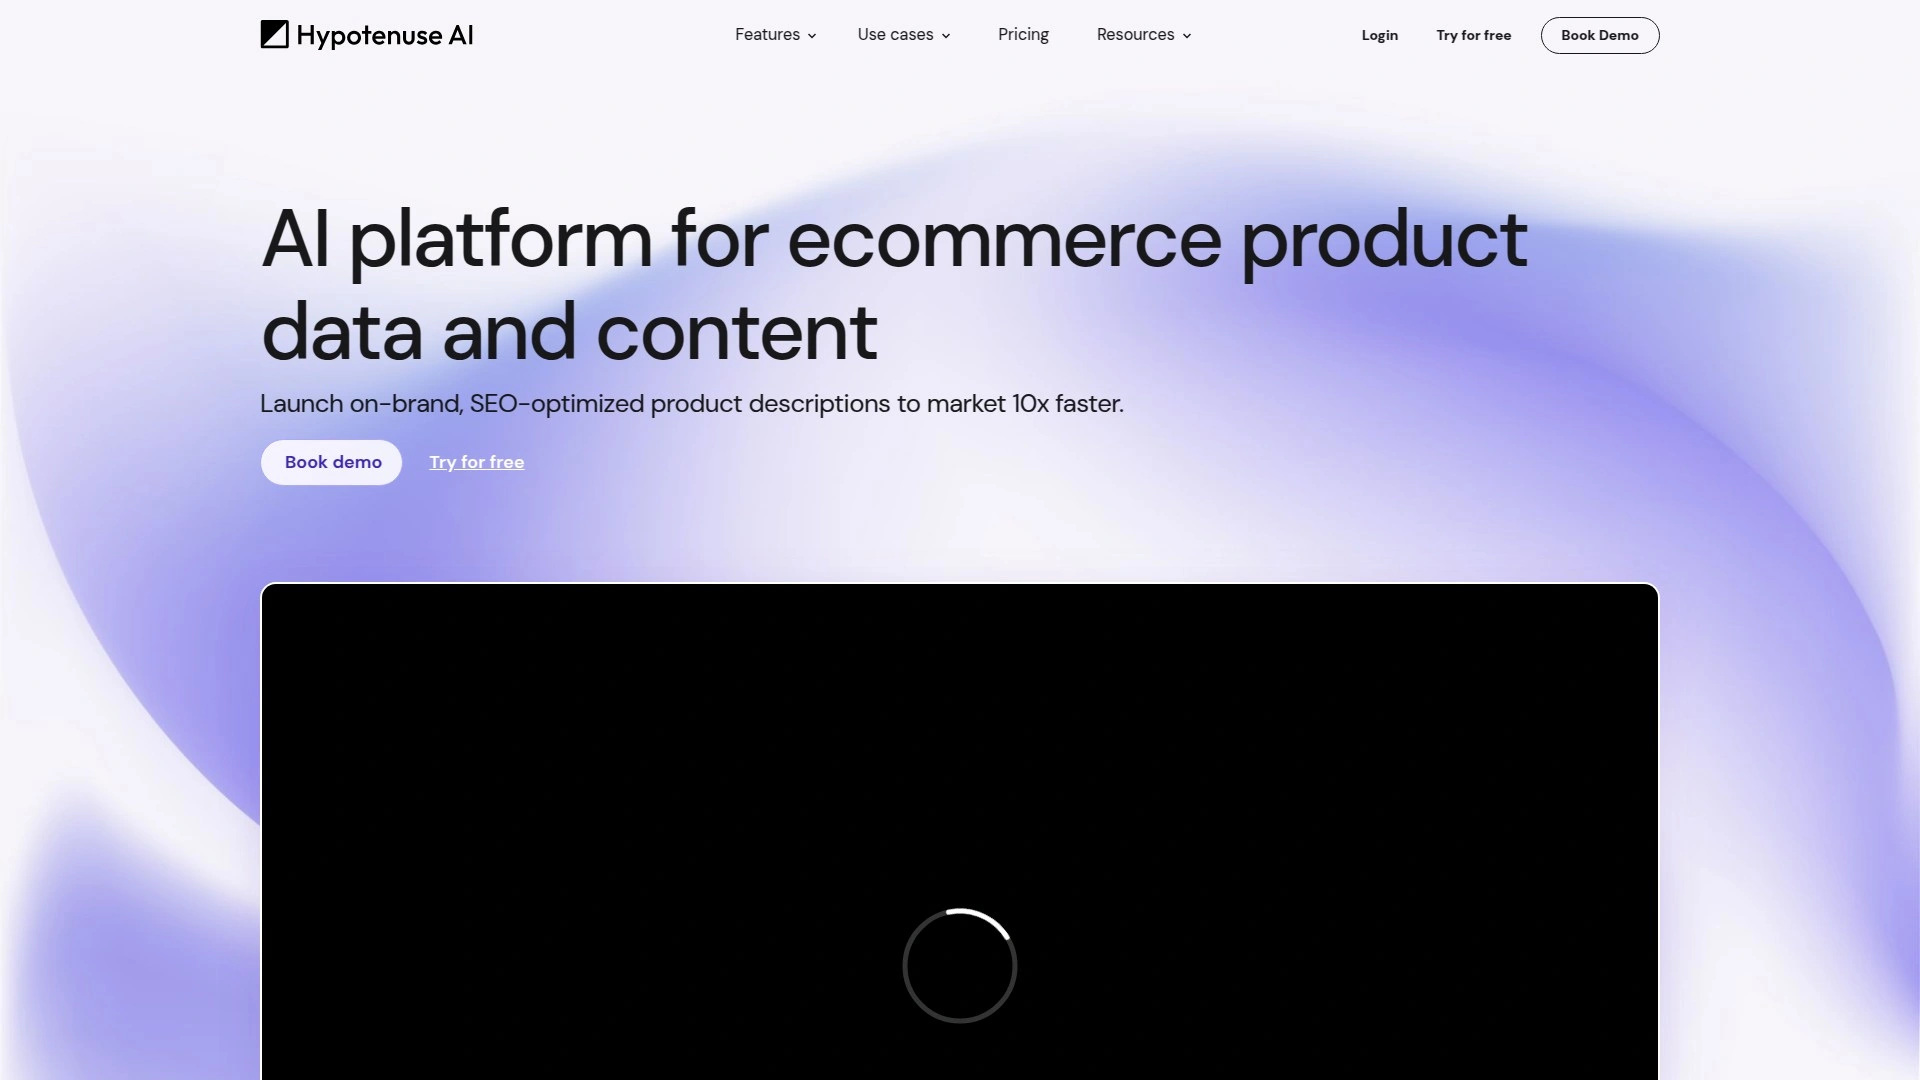 Hypotenuse AI
Features
Use cases
Pricing
Resources
Login
Try for free
Book Demo
AI platform for ecommerce product
data and content
Launch on-brand, SEO-optimized product descriptions to market 10x faster.
Book demo
Try for free